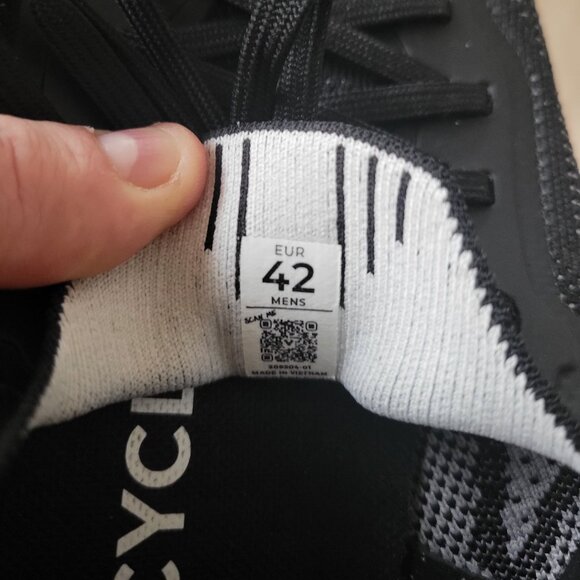 EUR
42
MENS
SCAN ME
MADE IN VIETNAM
CYCL